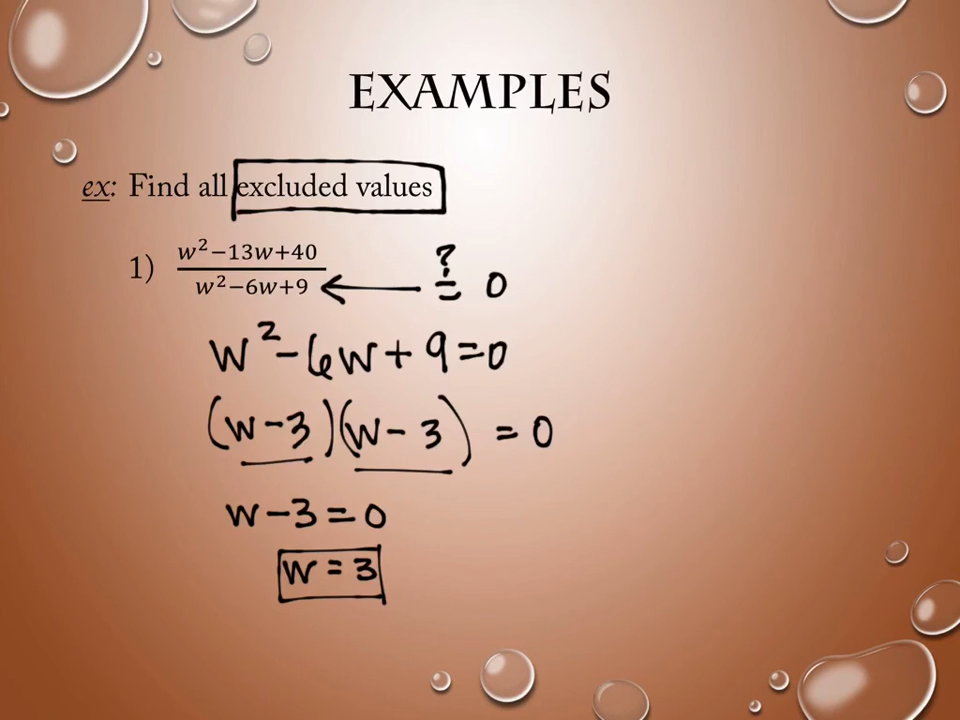 EXAMPLES
ex: Find all excluded values
1) w²−13w+40
w²−6w+9 ← ≟ 0
w² - 6w + 9 = 0
(w - 3)(w - 3) = 0
w - 3 = 0
w = 3